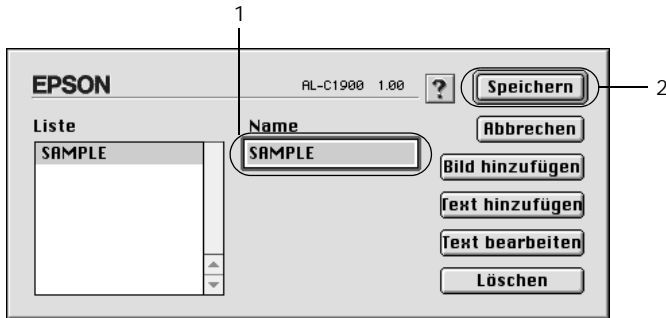 1
EPSON
AL-C1900 1.00
?
Speichern
2
Liste
Name
Abbrechen
SAMPLE
SAMPLE
Bild hinzufügen
Text hinzufügen
Text bearbeiten
Löschen